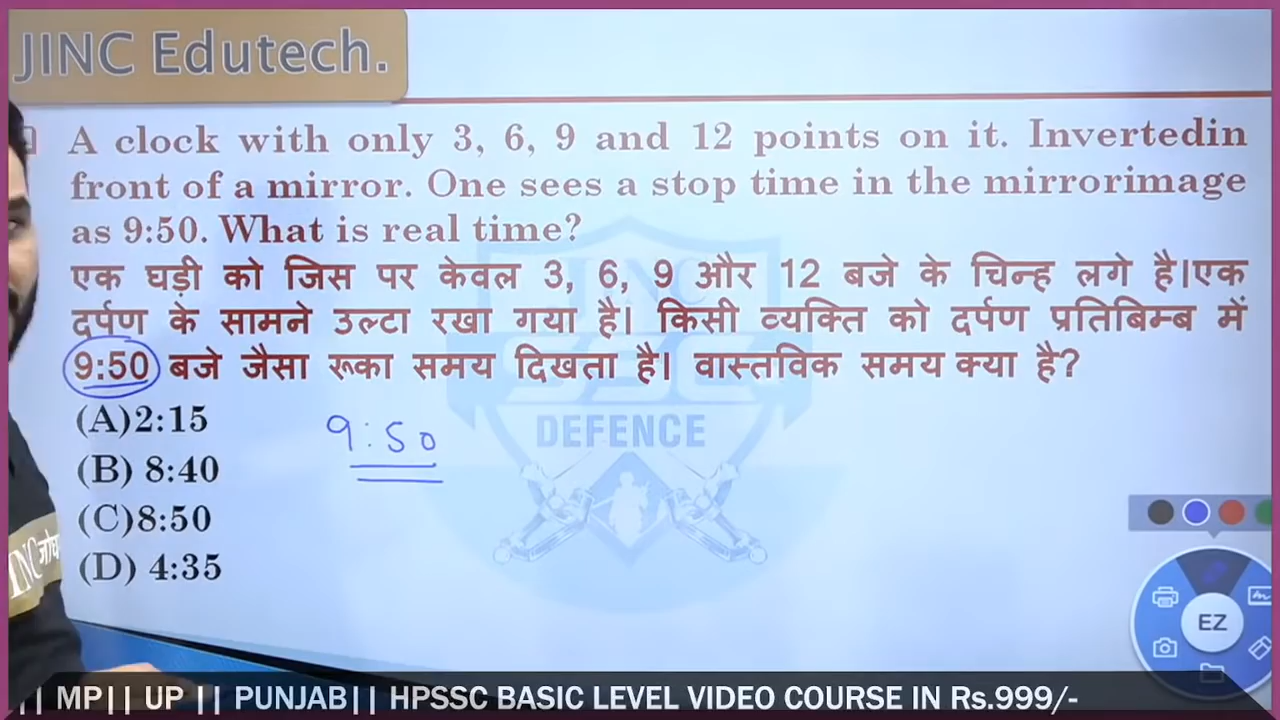 JINC Edutech.
A clock with only 3, 6, 9 and 12 points on it. Invertedin
front of a mirror. One sees a stop time in the mirrorimage
as 9:50. What is real time?
एक घड़ी को जिस पर केवल 3, 6, 9 और 12 बजे के चिन्ह लगे है।एक
दर्पण के सामने उल्टा रखा गया है। किसी व्यक्ति को दर्पण प्रतिबिम्ब में
9:50 बजे जैसा रूका समय दिखता है। वास्तविक समय क्या है?
(A)2:15
(B) 8:40
(C)8:50
(D) 4:35
9:50
JINC
SSC
DEFENCE
JINC जोध
EZ
|| MP|| UP || PUNJAB|| HPSSC BASIC LEVEL VIDEO COURSE IN Rs.999/-